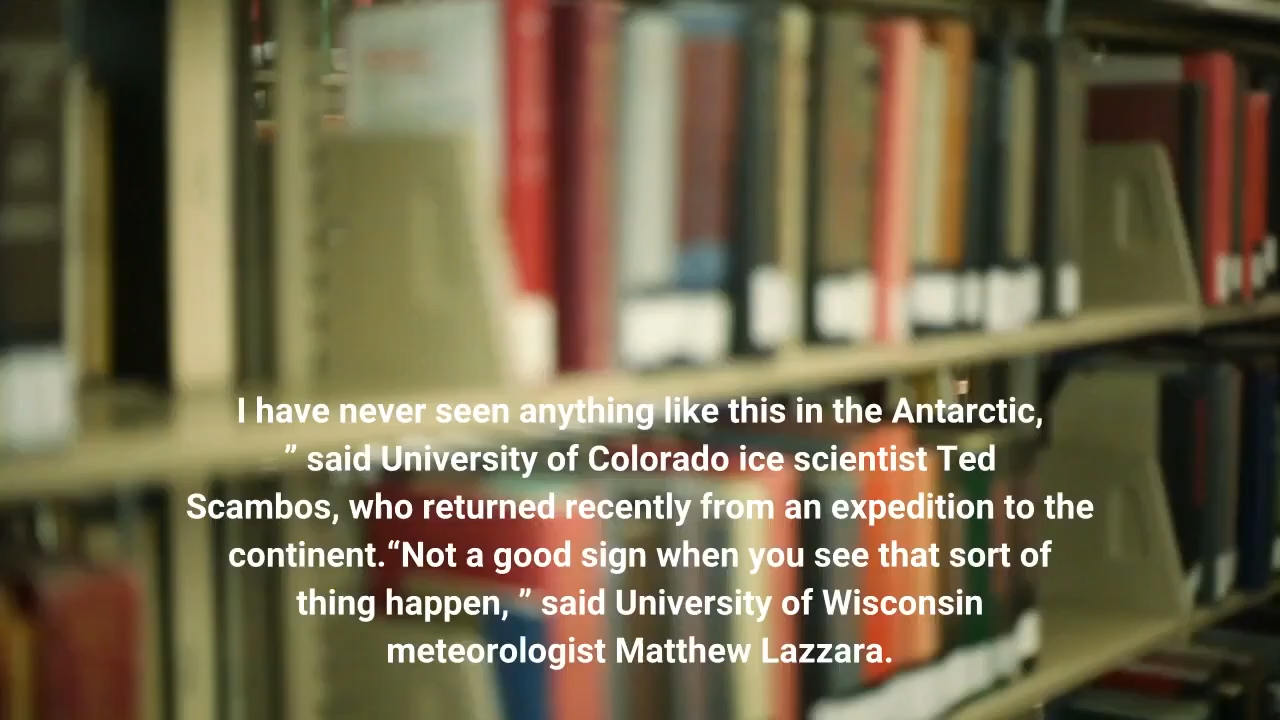 I have never seen anything like this in the Antarctic,
” said University of Colorado ice scientist Ted
Scambos, who returned recently from an expedition to the
continent.“Not a good sign when you see that sort of
thing happen, ” said University of Wisconsin
meteorologist Matthew Lazzara.